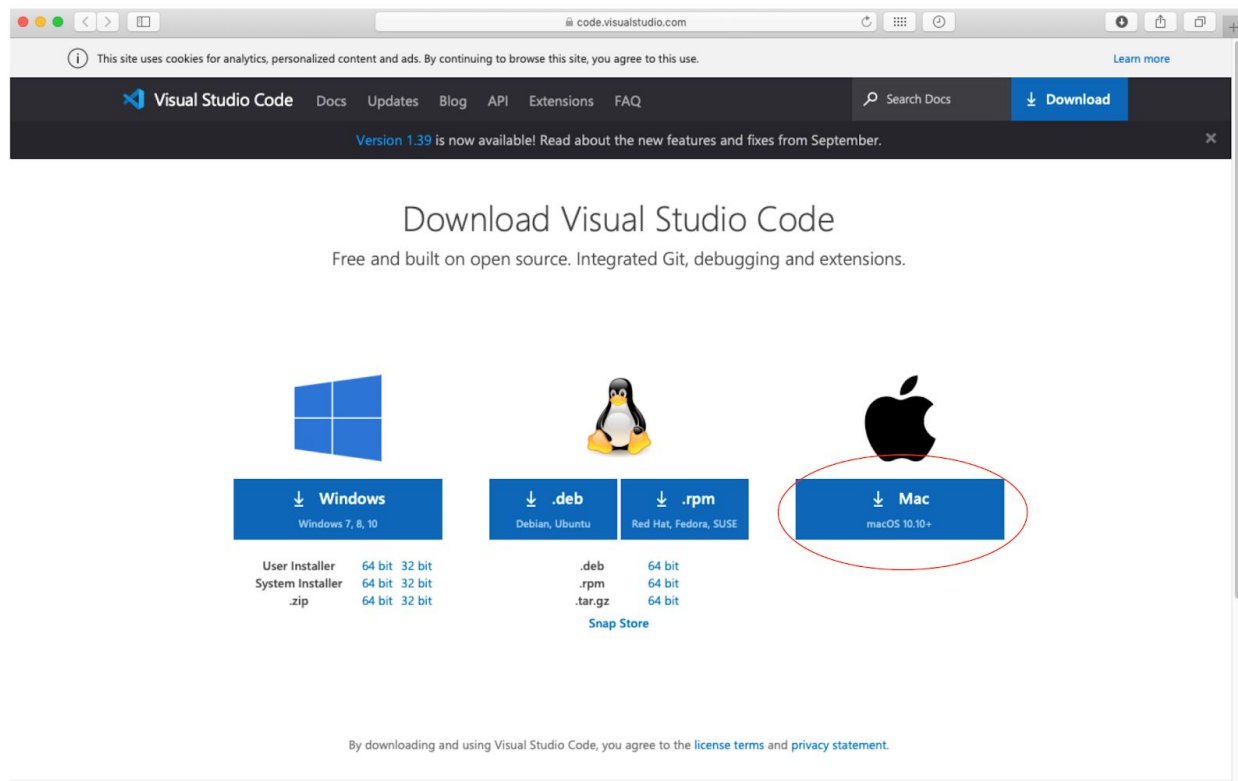 code.visualstudio.com
This site uses cookies for analytics, personalized content and ads. By continuing to browse this site, you agree to this use.
Learn more
Visual Studio Code Docs Updates Blog API Extensions FAQ Search Docs Download
Version 1.39 is now available! Read about the new features and fixes from September.
Download Visual Studio Code
Free and built on open source. Integrated Git, debugging and extensions.
Windows
Windows 7, 8, 10
User Installer 64 bit 32 bit
System Installer 64 bit 32 bit
.zip 64 bit 32 bit
.deb
Debian, Ubuntu
.rpm
Red Hat, Fedora, SUSE
.deb 64 bit
.rpm 64 bit
.tar.gz 64 bit
Snap Store
Mac
macOS 10.10+
By downloading and using Visual Studio Code, you agree to the license terms and privacy statement.